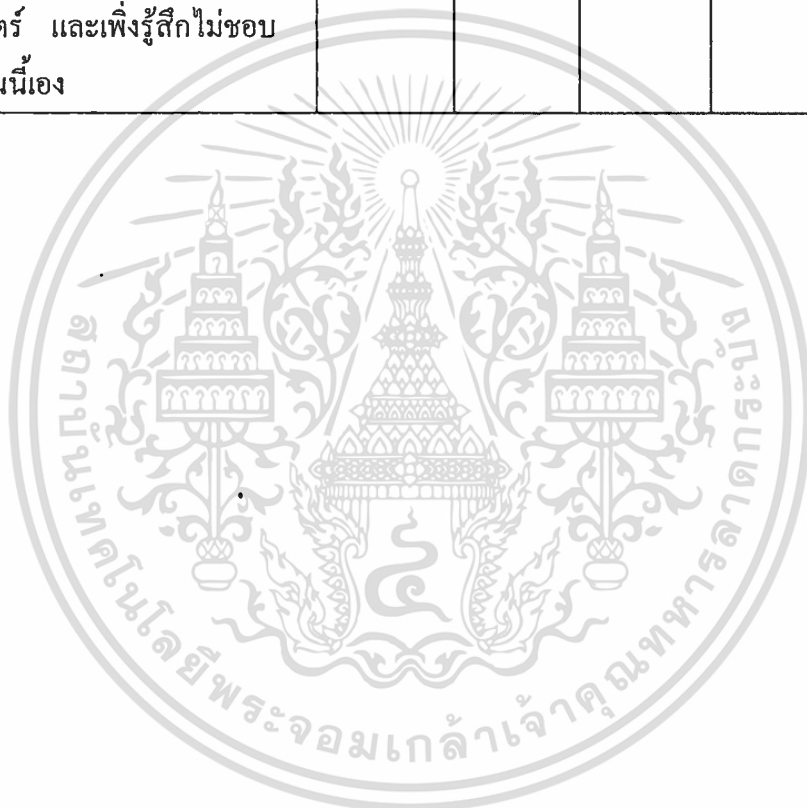 ตร์ และเพิ่งรู้สึกไม่ชอบ
นี้เอง
๔
สถาบันเทคโนโลยีพระจอมเกล้าเจ้าคุณทหารลาดกระบัง